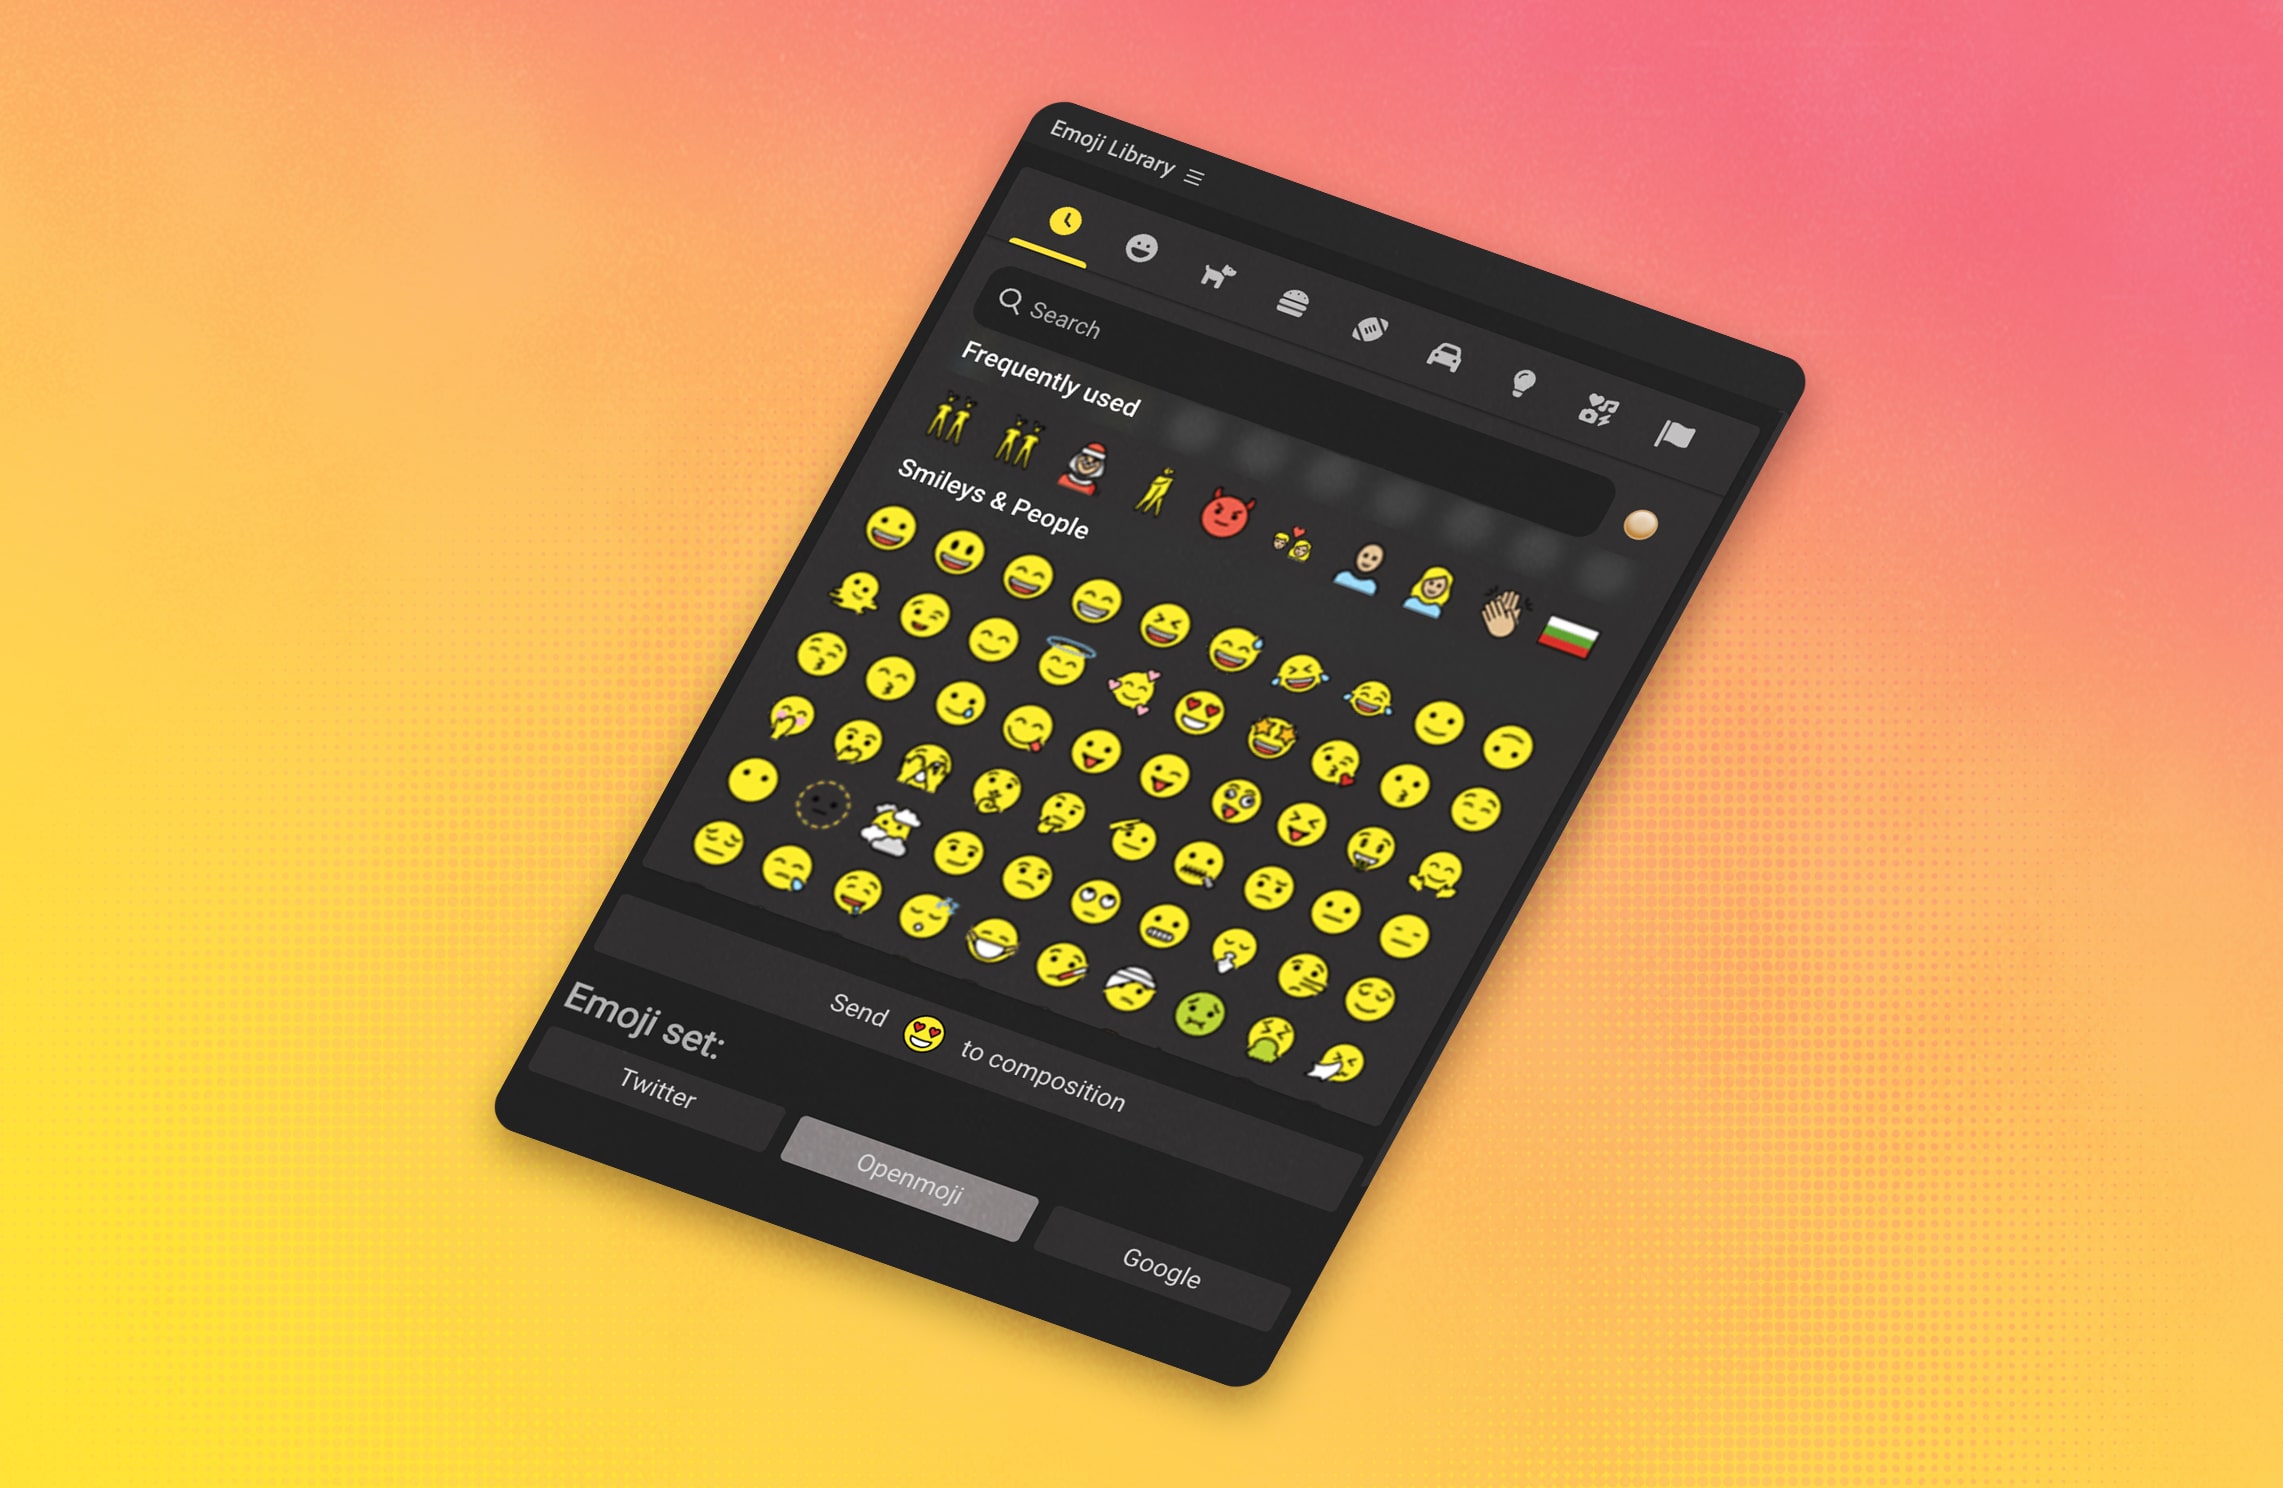 Emoji Library
Search
Frequently used
Smileys & People
Send 😍 to composition
Emoji set:
Twitter
Openmoji
Google